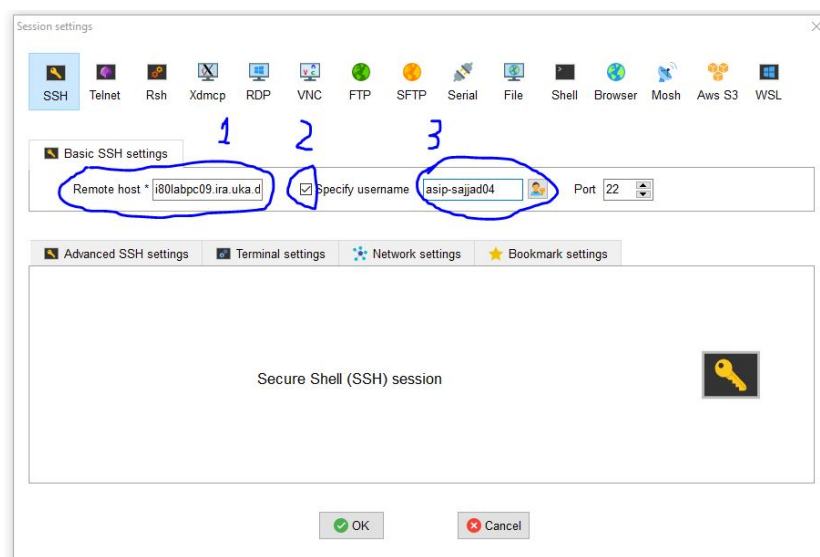 Session settings
SSH Telnet Rsh Xdmcp RDP VNC FTP SFTP Serial File Shell Browser Mosh Aws S3 WSL
1 2 3
Basic SSH settings
Remote host * i80labpc09.ira.uka.d Specify username asip-sajjad04 Port 22
Advanced SSH settings Terminal settings Network settings Bookmark settings
Secure Shell (SSH) session
OK Cancel